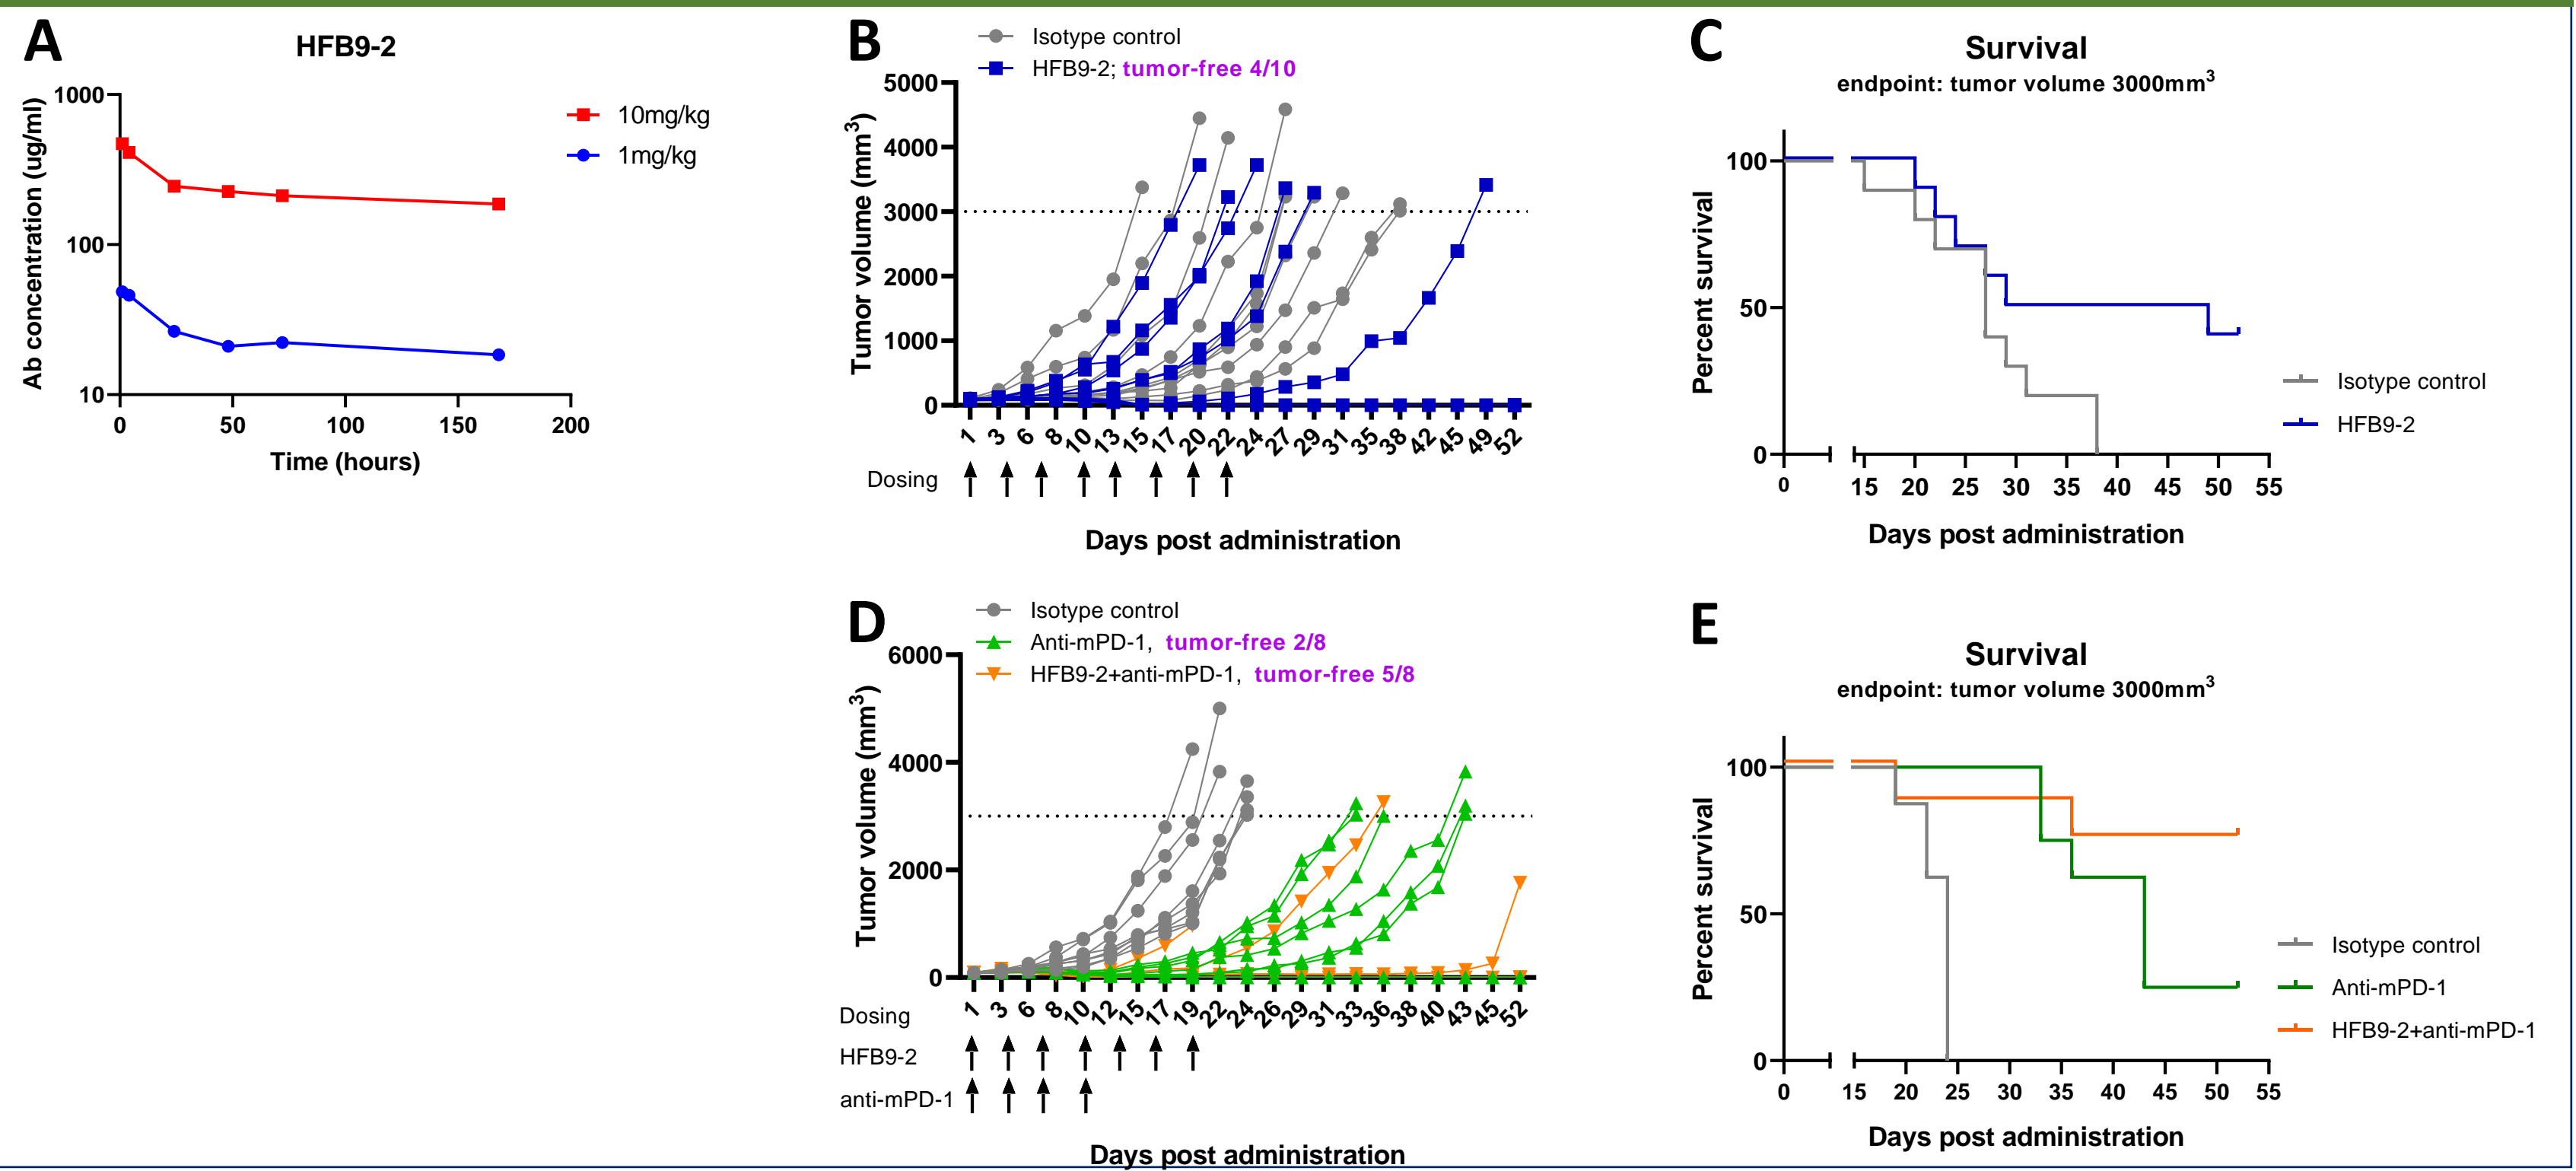 A
HFB9-2
Ab concentration (ug/ml)
1000
100
10
0 50 100 150 200
Time (hours)
10mg/kg
1mg/kg
B
Isotype control
HFB9-2; tumor-free 4/10
Tumor volume (mm3)
5000
4000
3000
2000
1000
0
1 3 6 8 10 13 15 17 20 22 24 27 29 31 35 38 42 45 49 52
Dosing
Days post administration
C
Survival
endpoint: tumor volume 3000mm3
Percent survival
100
50
0
0 15 20 25 30 35 40 45 50 55
Days post administration
Isotype control
HFB9-2
D
Isotype control
Anti-mPD-1, tumor-free 2/8
HFB9-2+anti-mPD-1, tumor-free 5/8
Tumor volume (mm3)
6000
4000
2000
0
1 3 6 8 10 12 15 17 19 22 24 26 29 31 33 36 38 40 43 45 52
Dosing
HFB9-2
anti-mPD-1
Days post administration
E
Survival
endpoint: tumor volume 3000mm3
Percent survival
100
50
0
0 15 20 25 30 35 40 45 50 55
Days post administration
Isotype control
Anti-mPD-1
HFB9-2+anti-mPD-1